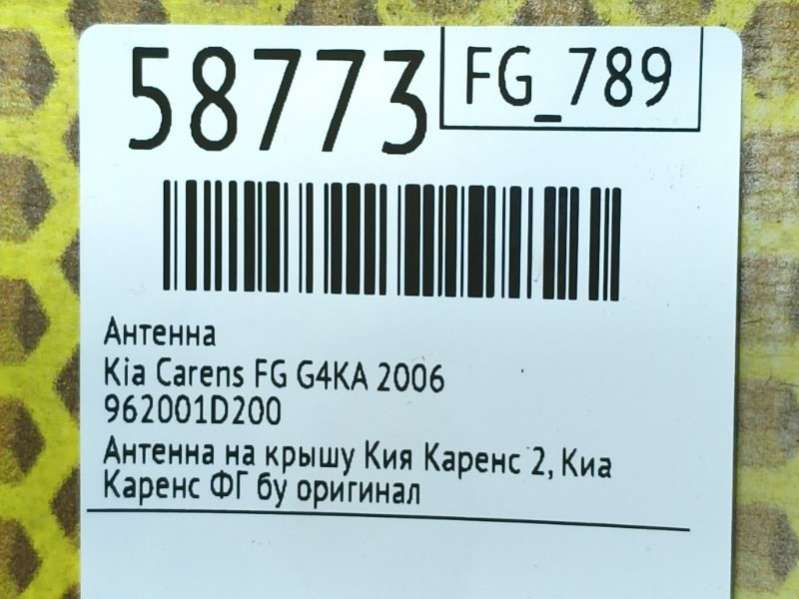 58773
FG_789
Антенна
Kia Carens FG G4KA 2006
962001D200
Антенна на крышу Кия Каренс 2, Киа
Каренс ФГ бу оригинал